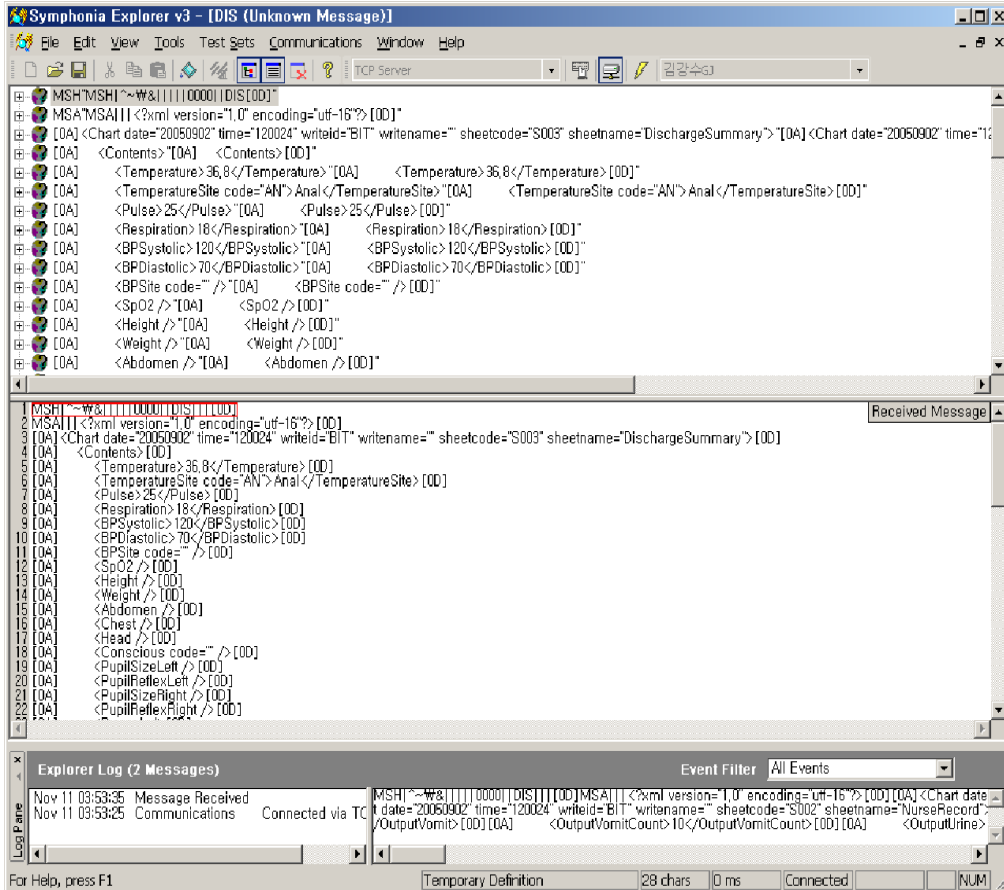 Symphonia Explorer v3 - [DIS (Unknown Message)]
File Edit View Tools Test Sets Communications Window Help
TCP Server 김강수GJ
MSH"MSH|^~₩&|||||0000||DIS[0D]"
MSA"MSA|||<?xml version="1,0" encoding="utf-16"?>[0D]"
[0A]<Chart date="20050902" time="120024" writeid="BIT" writename="" sheetcode="S003" sheetname="DischargeSummary">"[0A]<Chart date="20050902" time="12
[0A] <Contents>"[0A] <Contents>[0D]"
[0A] <Temperature>36,8</Temperature>"[0A] <Temperature>36,8</Temperature>[0D]"
[0A] <TemperatureSite code="AN">Anal</TemperatureSite>"[0A] <TemperatureSite code="AN">Anal</TemperatureSite>[0D]"
[0A] <Pulse>25</Pulse>"[0A] <Pulse>25</Pulse>[0D]"
[0A] <Respiration>18</Respiration>"[0A] <Respiration>18</Respiration>[0D]"
[0A] <BPSystolic>120</BPSystolic>"[0A] <BPSystolic>120</BPSystolic>[0D]"
[0A] <BPDiastolic>70</BPDiastolic>"[0A] <BPDiastolic>70</BPDiastolic>[0D]"
[0A] <BPSite code="" />"[0A] <BPSite code="" />[0D]"
[0A] <SpO2 />"[0A] <SpO2 />[0D]"
[0A] <Height />"[0A] <Height />[0D]"
[0A] <Weight />"[0A] <Weight />[0D]"
[0A] <Abdomen />"[0A] <Abdomen />[0D]"
Received Message
1 MSH|^~₩&|||||0000||DIS|||[0D]
2 MSA|||<?xml version="1,0" encoding="utf-16"?>[0D]
3 [0A]<Chart date="20050902" time="120024" writeid="BIT" writename="" sheetcode="S003" sheetname="DischargeSummary">[0D]
4 [0A] <Contents>[0D]
5 [0A] <Temperature>36,8</Temperature>[0D]
6 [0A] <TemperatureSite code="AN">Anal</TemperatureSite>[0D]
7 [0A] <Pulse>25</Pulse>[0D]
8 [0A] <Respiration>18</Respiration>[0D]
9 [0A] <BPSystolic>120</BPSystolic>[0D]
10 [0A] <BPDiastolic>70</BPDiastolic>[0D]
11 [0A] <BPSite code="" />[0D]
12 [0A] <SpO2 />[0D]
13 [0A] <Height />[0D]
14 [0A] <Weight />[0D]
15 [0A] <Abdomen />[0D]
16 [0A] <Chest />[0D]
17 [0A] <Head />[0D]
18 [0A] <Conscious code="" />[0D]
19 [0A] <PupilSizeLeft />[0D]
20 [0A] <PupilReflexLeft />[0D]
21 [0A] <PupilSizeRight />[0D]
22 [0A] <PupilReflexRight />[0D]
Log Pane
Explorer Log (2 Messages) Event Filter All Events
Nov 11 03:53:35 Message Received
Nov 11 03:53:25 Communications Connected via TC
MSH|^~₩&|||||0000||DIS|||[0D]MSA|||<?xml version="1,0" encoding="utf-16"?>[0D][0A]<Chart date
t date="20050902" time="120024" writeid="BIT" writename="" sheetcode="S002" sheetname="NurseRecord">
/OutputVomit>[0D][0A] <OutputVomitCount>10</OutputVomitCount>[0D][0A] <OutputUrine>
For Help, press F1 Temporary Definition 28 chars 0 ms Connected NUM